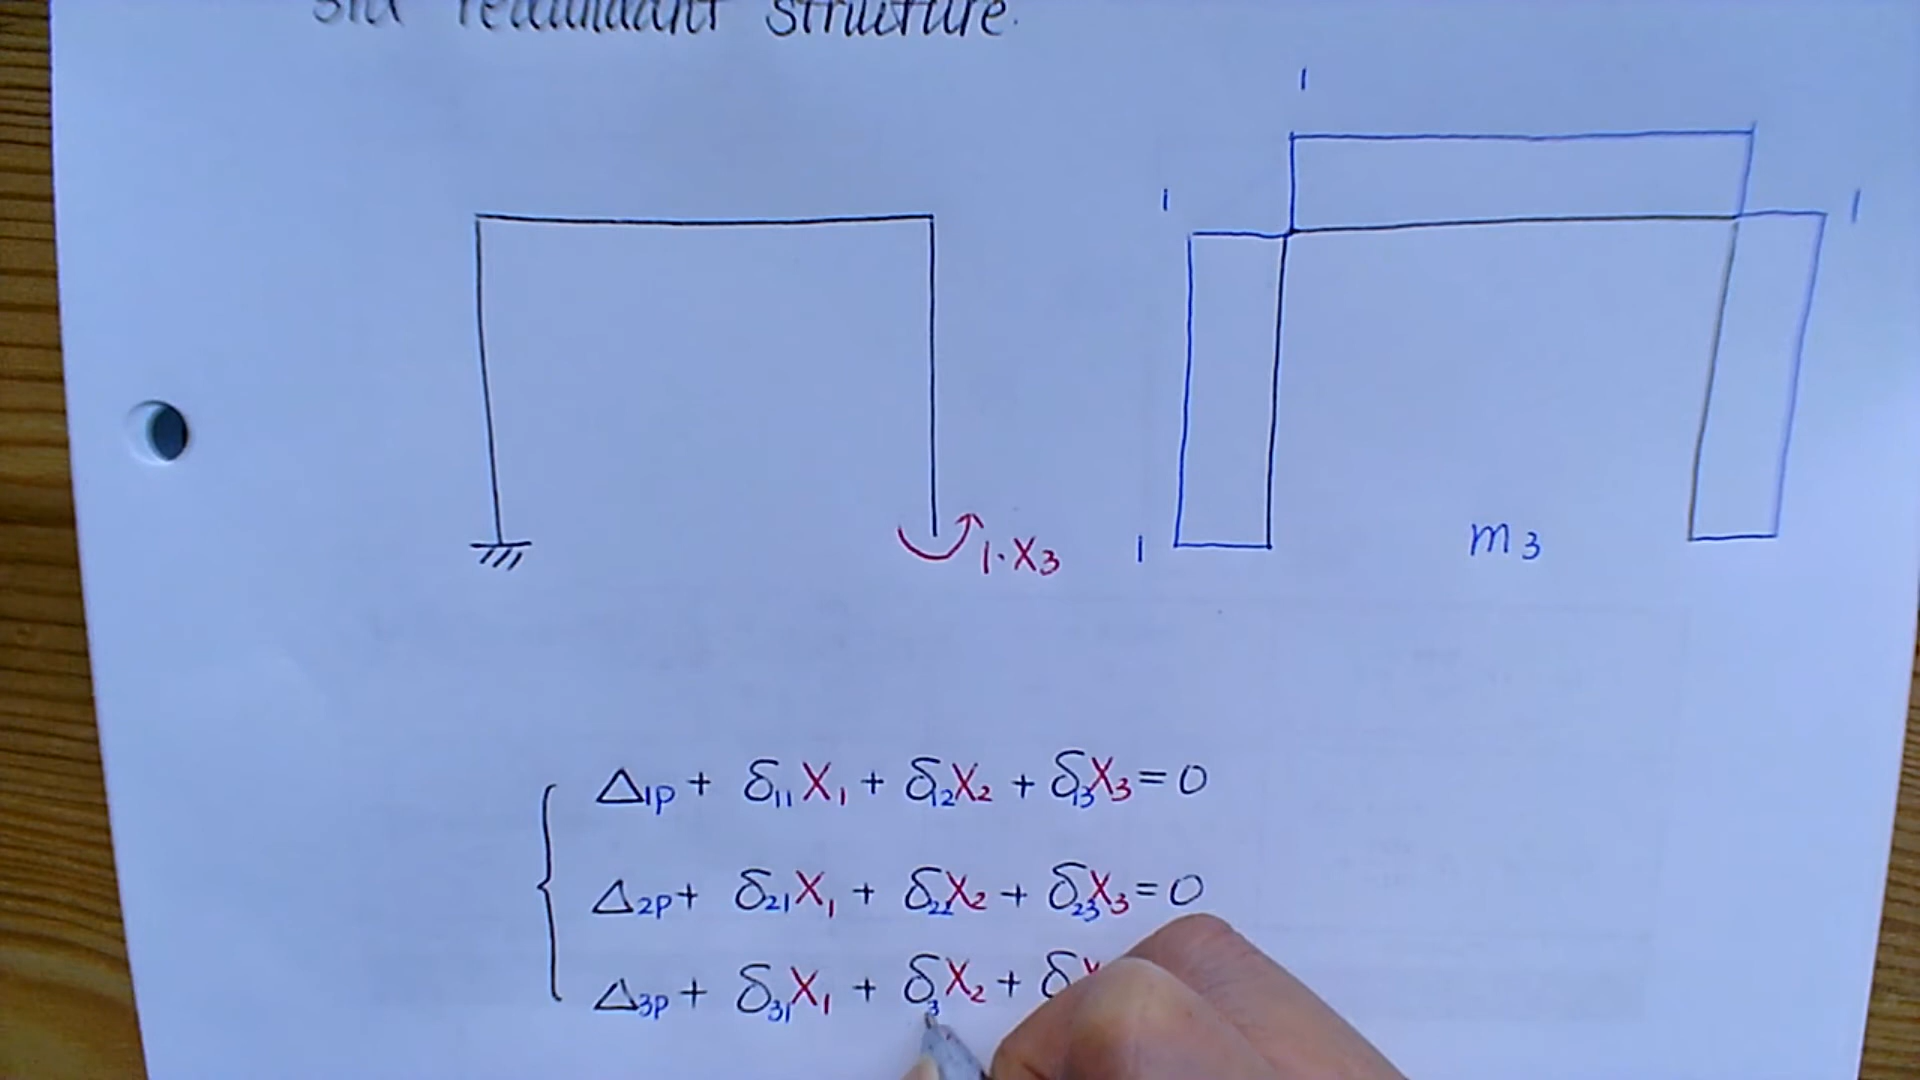 redundant structure.
1
1
1
1·X₃
1
m₃
Δ₁P + δ₁₁X₁ + δ₁₂X₂ + δ₁₃X₃ = 0
Δ₂P + δ₂₁X₁ + δ₂₂X₂ + δ₂₃X₃ = 0
Δ₃P + δ₃₁X₁ + δ₃X₂ + δ